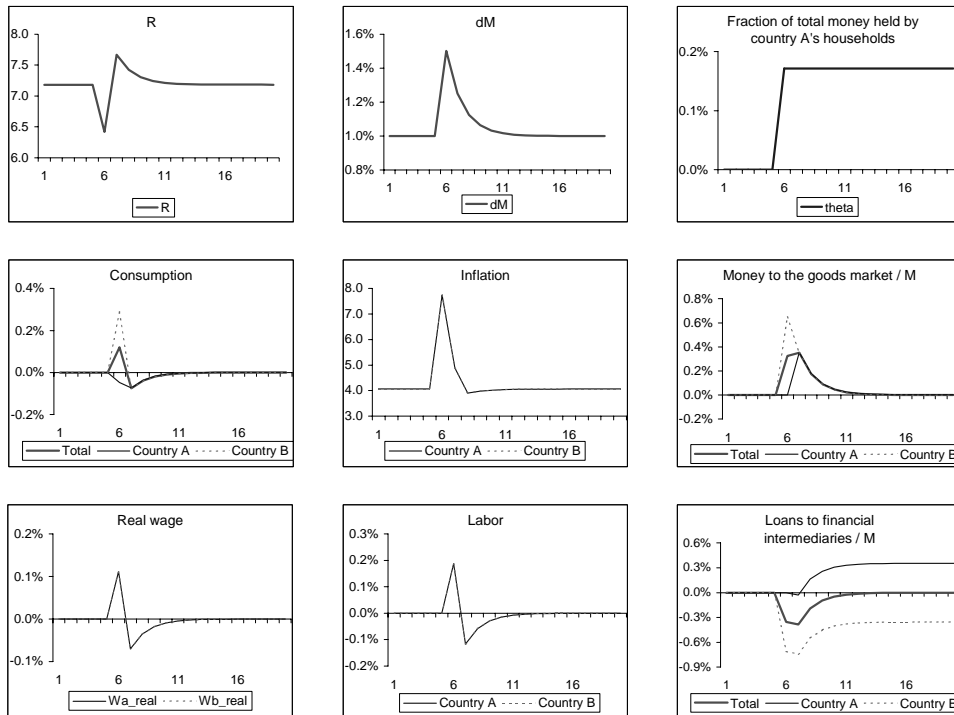 R
8.0
7.5
7.0
6.5
6.0
1 6 11 16
R
dM
1.6%
1.4%
1.2%
1.0%
0.8%
1 6 11 16
dM
Fraction of total money held by
country A's households
0.2%
0.1%
0.0%
1 6 11 16
theta
Consumption
0.4%
0.2%
0.0%
-0.2%
1 6 11 16
Total Country A Country B
Inflation
8.0
7.0
6.0
5.0
4.0
3.0
1 6 11 16
Country A Country B
Money to the goods market / M
0.8%
0.6%
0.4%
0.2%
0.0%
-0.2%
1 6 11 16
Total Country A Country B
Real wage
0.2%
0.1%
0.0%
-0.1%
1 6 11 16
Wa_real Wb_real
Labor
0.3%
0.2%
0.1%
0.0%
-0.1%
-0.2%
1 6 11 16
Country A Country B
Loans to financial
intermediaries / M
0.6%
0.3%
0.0%
-0.3%
-0.6%
-0.9%
1 6 11 16
Total Country A Country B